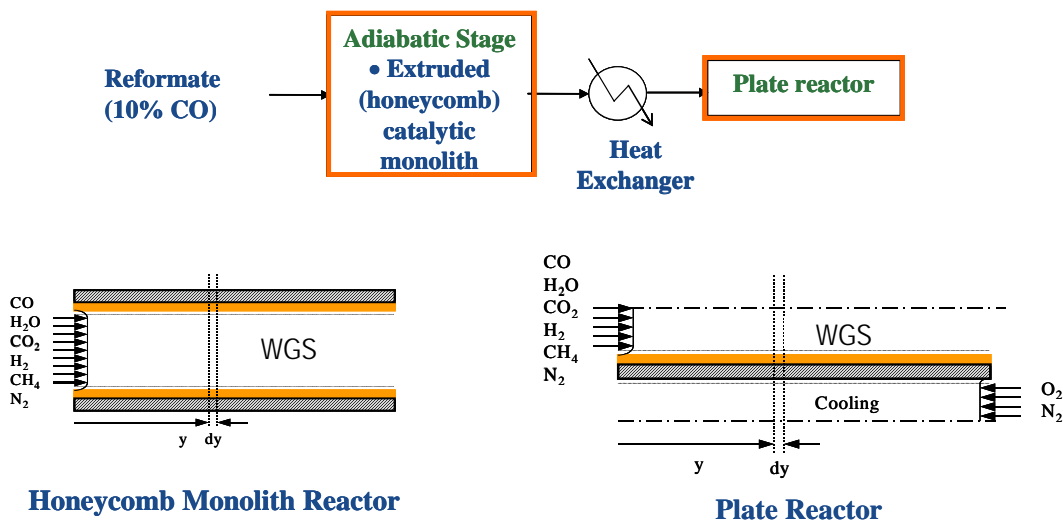 Reformate
(10% CO)
Adiabatic Stage
• Extruded
(honeycomb)
catalytic
monolith
Heat
Exchanger
Plate reactor
CO
H₂O
CO₂
H₂
CH₄
N₂
WGS
y dy
Honeycomb Monolith Reactor
CO
H₂O
CO₂
H₂
CH₄
N₂
WGS
Cooling
O₂
N₂
y dy
Plate Reactor